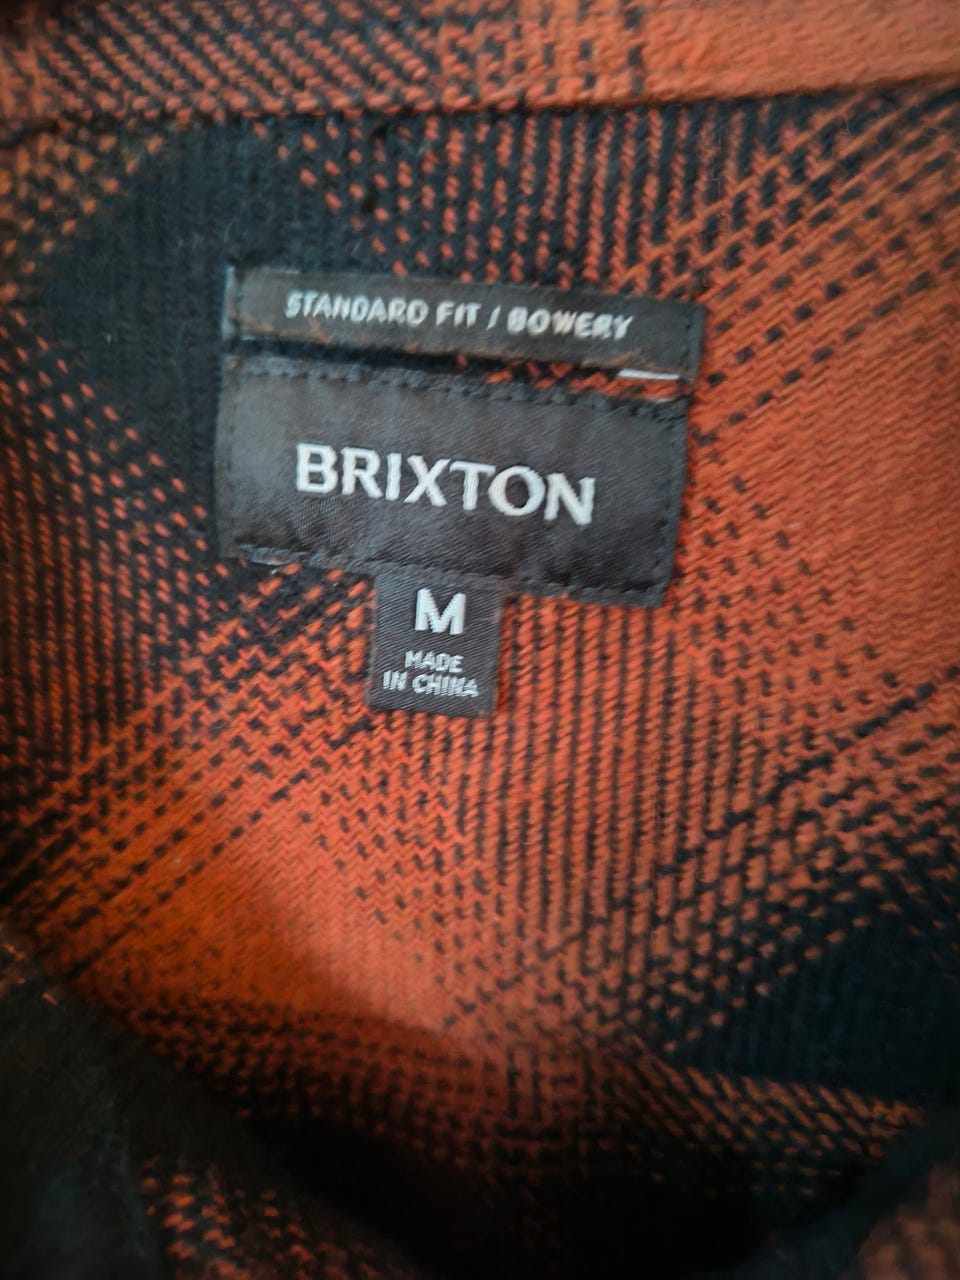 STANDARD FIT / BOWERY
BRIXTON
M
MADE
IN CHINA